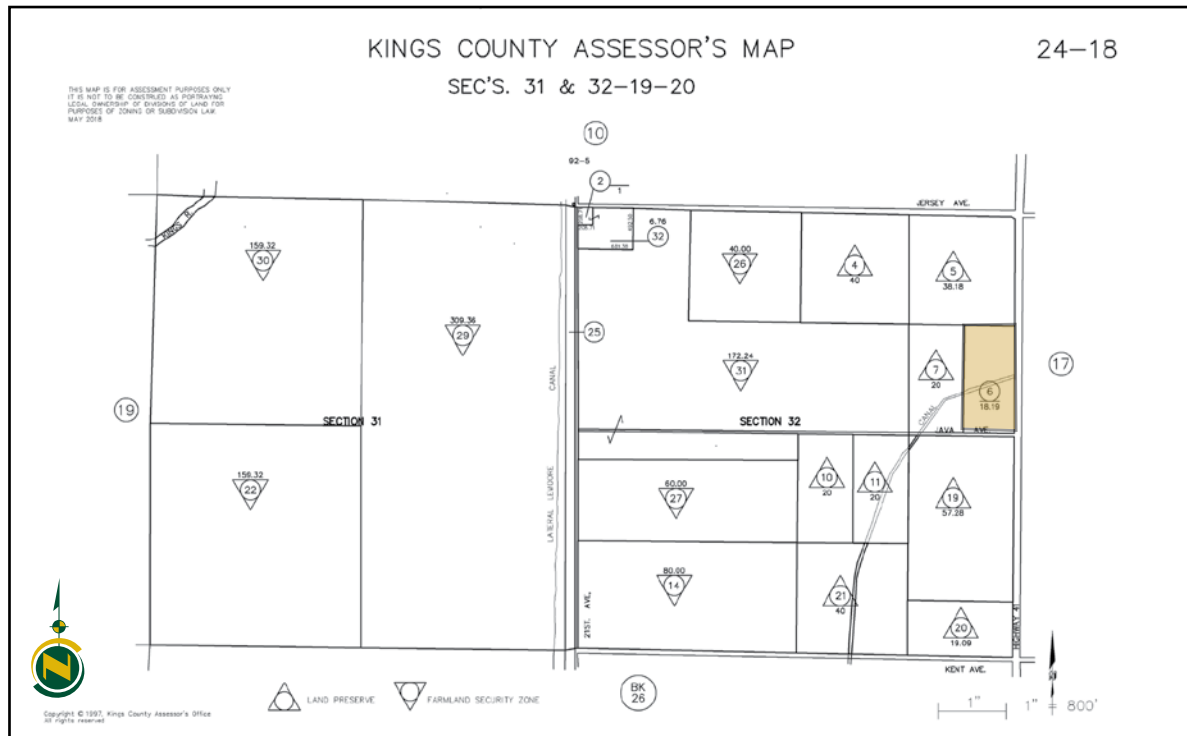 KINGS COUNTY ASSESSOR'S MAP
24-18
SEC'S. 31 & 32-19-20
THIS MAP IS FOR ASSESSMENT PURPOSES ONLY
IT IS NOT TO BE CONSTRUED AS PORTRAYING
LEGAL OWNERSHIP OF DIVISIONS OF LAND FOR
PURPOSES OF ZONING OR SUBDIVISION LAW.
MAY 2018
10
92-5
2
1
JERSEY AVE.
KINGS R.
6.76
32
159.32
30
40.00
26
4
40
5
38.18
309.36
29
25
172.24
31
7
20
17
6
18.19
CANAL
CANAL
19
SECTION 31
SECTION 32
JAVA AVE.
159.32
22
LATERAL LEMOORE
60.00
27
10
20
11
20
19
57.28
80.00
14
21
40
20
19.09
21ST. AVE.
HIGHWAY 41
KENT AVE.
N
LAND PRESERVE
FARMLAND SECURITY ZONE
BK
26
1"
1" = 800'
Copyright © 1997, Kings County Assessor's Office
All rights reserved